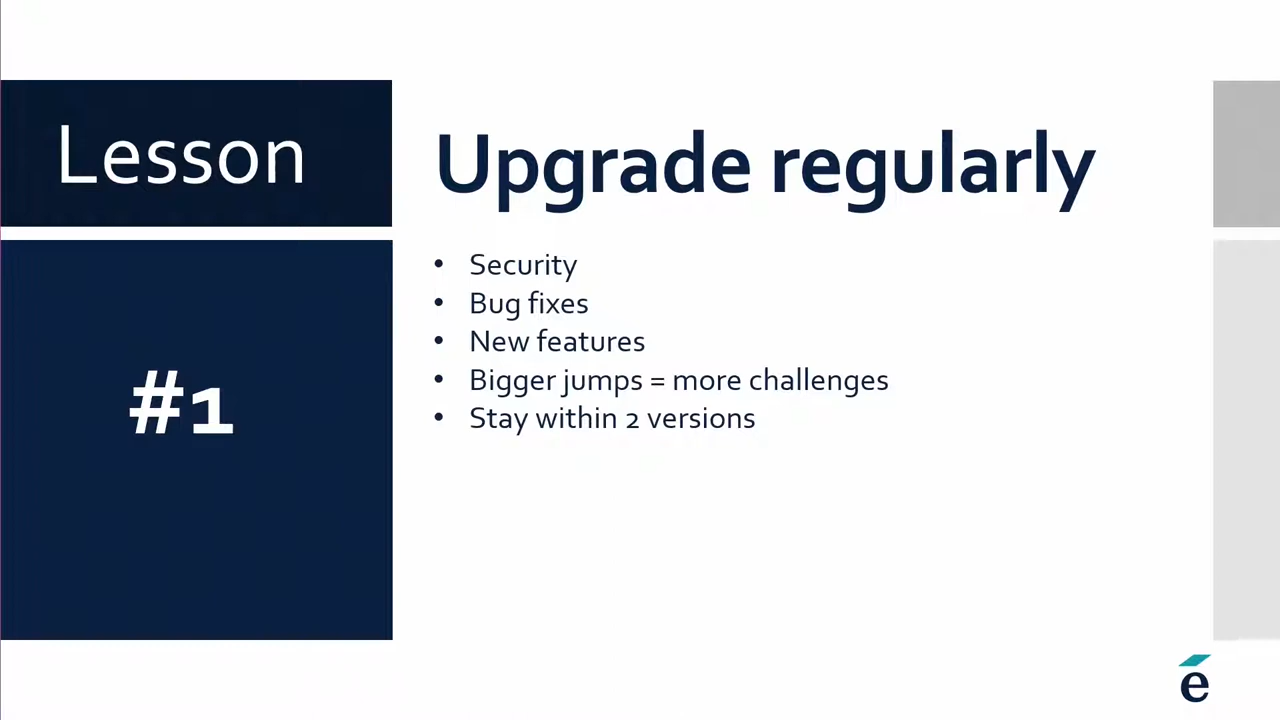 Lesson
#1
Upgrade regularly
• Security
• Bug fixes
• New features
• Bigger jumps = more challenges
• Stay within 2 versions
é